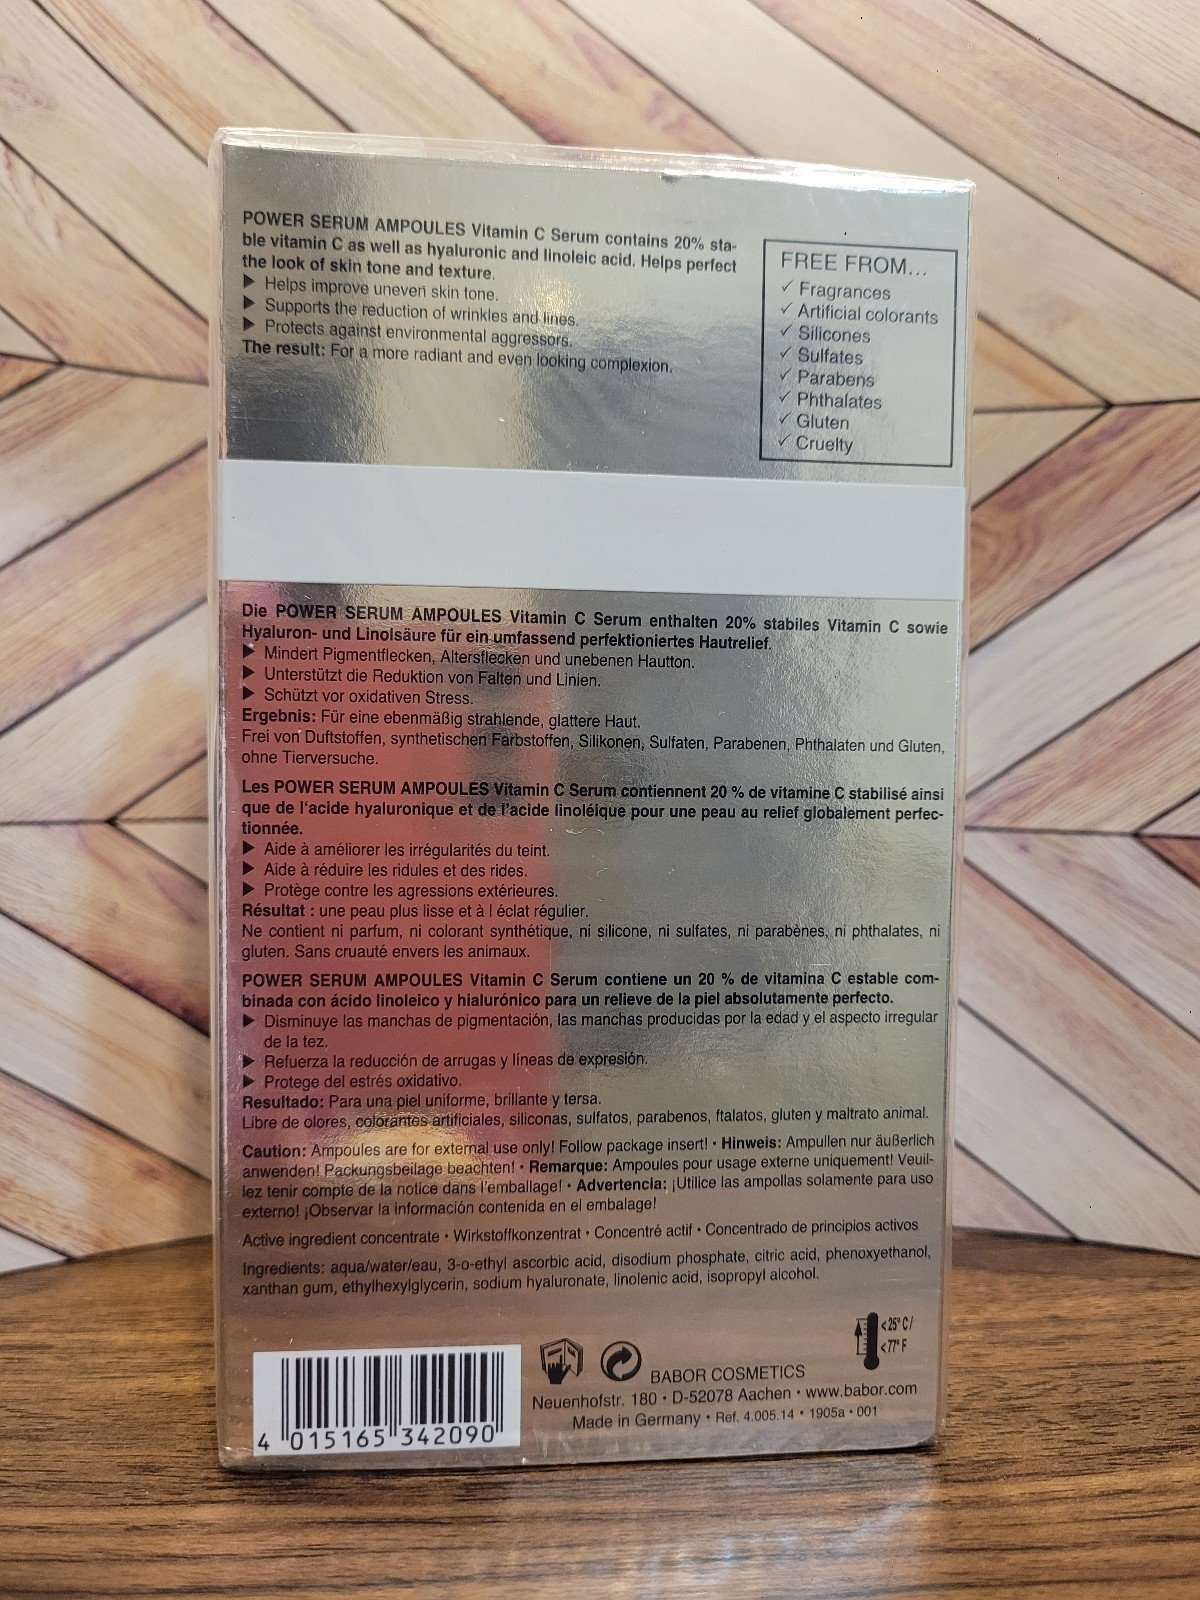 POWER SERUM AMPOULES Vitamin C Serum contains 20% sta-
ble vitamin C as well as hyaluronic and linoleic acid. Helps perfect
the look of skin tone and texture.
▶ Helps improve uneven skin tone.
▶ Supports the reduction of wrinkles and lines.
▶ Protects against environmental aggressors.
The result: For a more radiant and even looking complexion.
FREE FROM...
✓ Fragrances
✓ Artificial colorants
✓ Silicones
✓ Sulfates
✓ Parabens
✓ Phthalates
✓ Gluten
✓ Cruelty
Die POWER SERUM AMPOULES Vitamin C Serum enthalten 20% stabiles Vitamin C sowie
Hyaluron- und Linolsäure für ein umfassend perfektioniertes Hautrelief.
▶ Mindert Pigmentflecken, Altersflecken und unebenen Hautton.
▶ Unterstützt die Reduktion von Falten und Linien.
▶ Schützt vor oxidativen Stress.
Ergebnis: Für eine ebenmäßig strahlende, glattere Haut.
Frei von Duftstoffen, synthetischen Farbstoffen, Silikonen, Sulfaten, Parabenen, Phthalaten und Gluten,
ohne Tierversuche.
Les POWER SERUM AMPOULES Vitamin C Serum contiennent 20 % de vitamine C stabilisé ainsi
que de l'acide hyaluronique et de l'acide linoléique pour une peau au relief globalement perfec-
tionnée.
▶ Aide à améliorer les irrégularités du teint.
▶ Aide à réduire les ridules et des rides.
▶ Protège contre les agressions extérieures.
Résultat : une peau plus lisse et à l éclat régulier.
Ne contient ni parfum, ni colorant synthétique, ni silicone, ni sulfates, ni parabènes, ni phthalates, ni
gluten. Sans cruauté envers les animaux.
POWER SERUM AMPOULES Vitamin C Serum contiene un 20 % de vitamina C estable com-
binada con ácido linoleico y hialurónico para un relieve de la piel absolutamente perfecto.
▶ Disminuye las manchas de pigmentación, las manchas producidas por la edad y el aspecto irregular
de la tez.
▶ Refuerza la reducción de arrugas y líneas de expresión.
▶ Protege del estrés oxidativo.
Resultado: Para una piel uniforme, brillante y tersa.
Libre de olores, colorantes artificiales, siliconas, sulfatos, parabenos, ftalatos, gluten y maltrato animal.
Caution: Ampoules are for external use only! Follow package insert! • Hinweis: Ampullen nur äußerlich
anwenden! Packungsbeilage beachten! • Remarque: Ampoules pour usage externe uniquement! Veuil-
lez tenir compte de la notice dans l'emballage! • Advertencia: ¡Utilice las ampollas solamente para uso
externo! ¡Observar la información contenida en el embalage!
Active ingredient concentrate • Wirkstoffkonzentrat • Concentré actif • Concentrado de principios activos
Ingredients: aqua/water/eau, 3-o-ethyl ascorbic acid, disodium phosphate, citric acid, phenoxyethanol,
xanthan gum, ethylhexylglycerin, sodium hyaluronate, linolenic acid, isopropyl alcohol.
<25° C/
<77° F
BABOR COSMETICS
Neuenhofstr. 180 • D-52078 Aachen • www.babor.com
Made in Germany • Ref. 4.005.14 • 1905a • 001
4 015165 342090